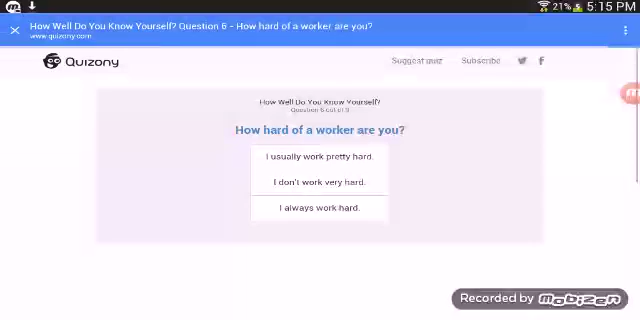 21% 5:15 PM
How Well Do You Know Yourself? Question 6 - How hard of a worker are you?
www.quizony.com
Quizony
Suggest quiz Subscribe
How Well Do You Know Yourself?
Question 6 out of 9
How hard of a worker are you?
I usually work pretty hard.
I don't work very hard.
I always work hard.
Recorded by Mobizen